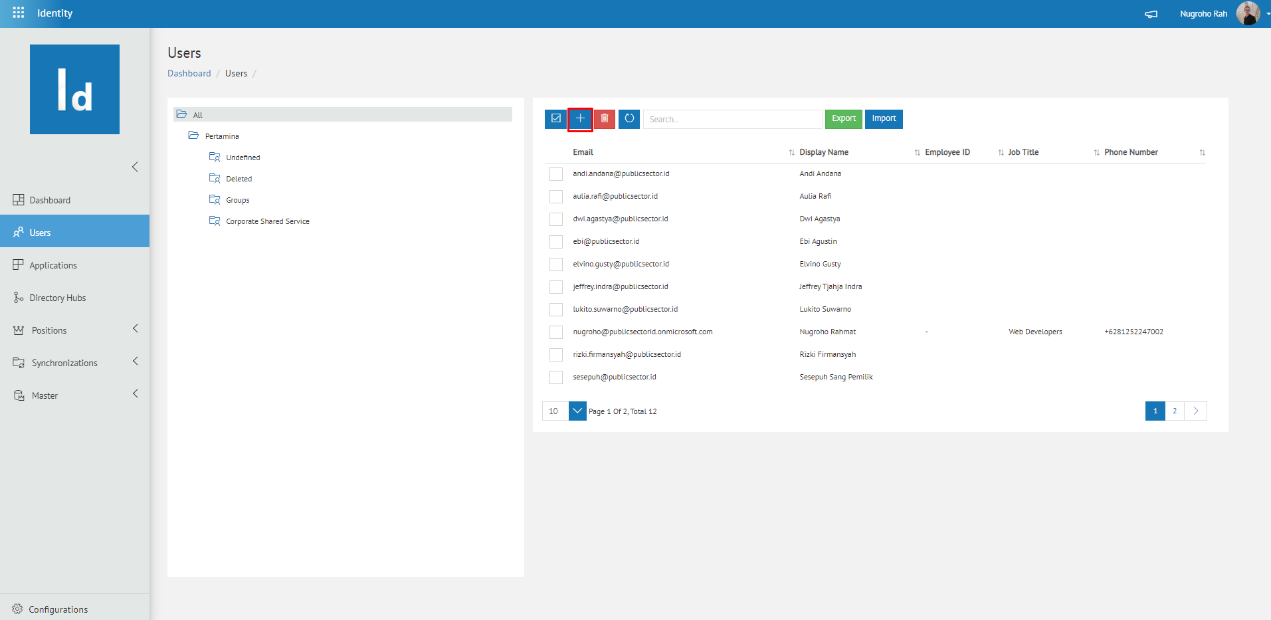 Identity
Nugroho Rah
Id
Users
Dashboard / Users /
All
Pertamina
Undefined
Deleted
Groups
Corporate Shared Service
Dashboard
Users
Applications
Directory Hubs
Positions
Synchronizations
Master
Configurations
Search..
Export
Import
Email Display Name Employee ID Job Title Phone Number
andi.andana@publicsector.id Andi Andana
aulia.rafi@publicsector.id Aulia Rafi
dwi.agastya@publicsector.id Dwi Agastya
ebi@publicsector.id Ebi Agustin
elvino.gusty@publicsector.id Elvino Gusty
jeffrey.indra@publicsector.id Jeffrey Tjahja Indra
lukito.suwarno@publicsector.id Lukito Suwarno
nugroho@publicsectorid.onmicrosoft.com Nugroho Rahmat - Web Developers +6281252247002
rizki.firmansyah@publicsector.id Rizki Firmansyah
sesepuh@publicsector.id Sesepuh Sang Pemilik
10 Page 1 Of 2, Total 12 1 2